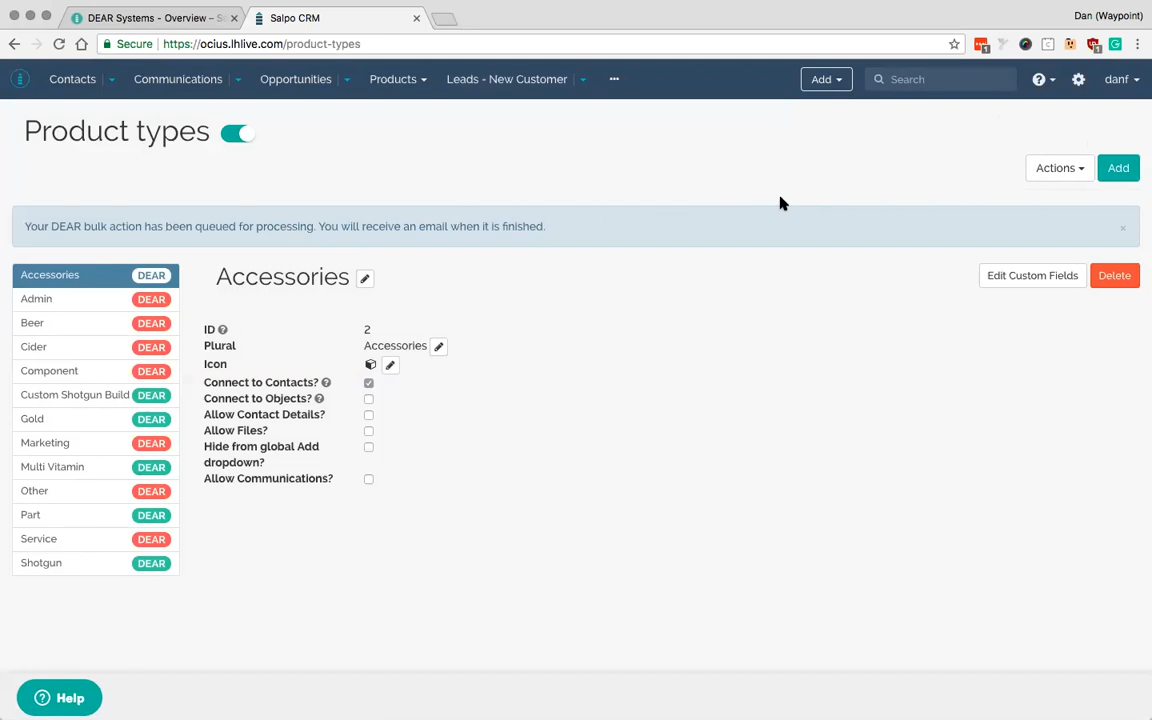 DEAR Systems - Overview – S
Salpo CRM
Dan (Waypoint)
Secure
https://ocius.lhlive.com/product-types
Contacts
Communications
Opportunities
Products
Leads - New Customer
Add
Search
danf
Product types
Actions
Add
Your DEAR bulk action has been queued for processing. You will receive an email when it is finished.
Accessories DEAR
Admin DEAR
Beer DEAR
Cider DEAR
Component DEAR
Custom Shotgun Build DEAR
Gold DEAR
Marketing DEAR
Multi Vitamin DEAR
Other DEAR
Part DEAR
Service DEAR
Shotgun DEAR
Accessories
Edit Custom Fields
Delete
ID 2
Plural Accessories
Icon
Connect to Contacts?
Connect to Objects?
Allow Contact Details?
Allow Files?
Hide from global Add
dropdown?
Allow Communications?
Help